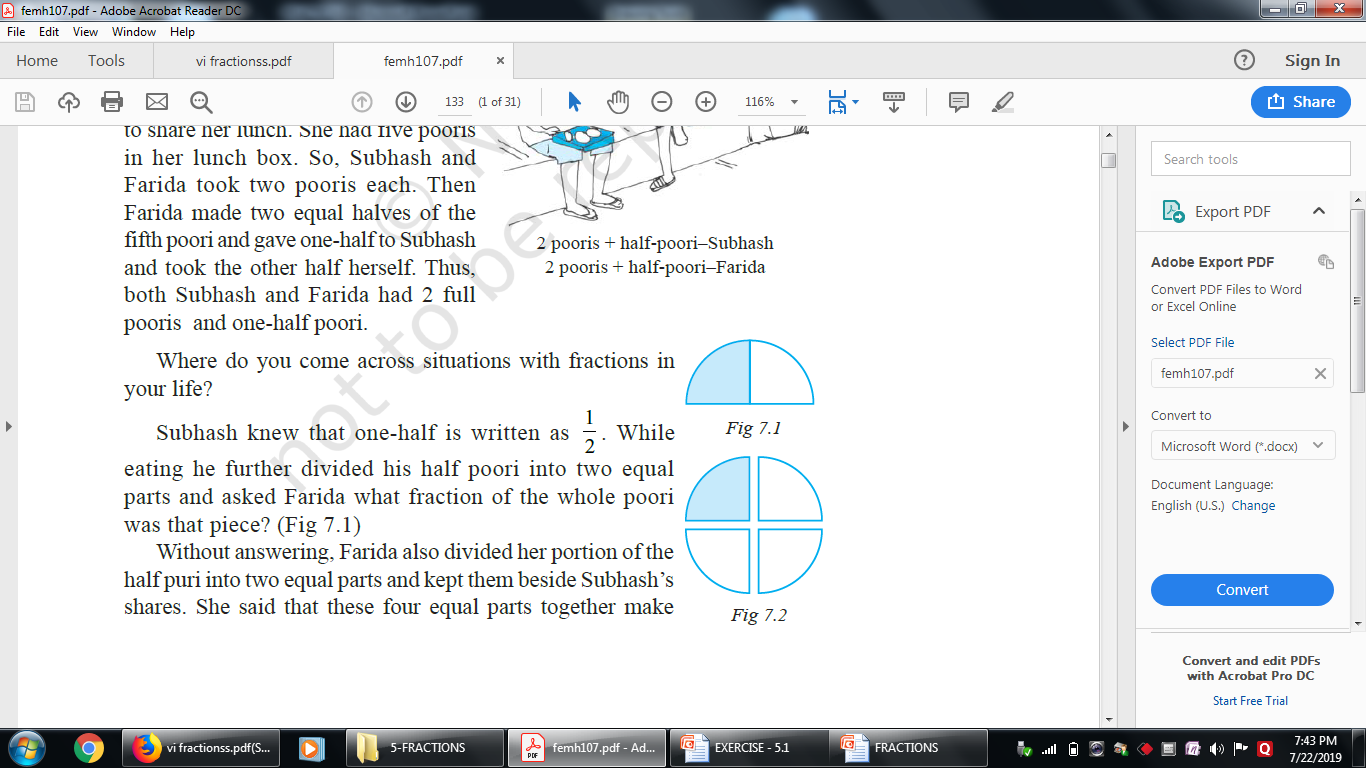 femh107.pdf - Adobe Acrobat Reader DC
File Edit View Window Help
Home Tools vi fractionss.pdf femh107.pdf × ? Sign In
133 (1 of 31) 116% Share
to share her lunch. She had five pooris
in her lunch box. So, Subhash and
Farida took two pooris each. Then
Farida made two equal halves of the
fifth poori and gave one-half to Subhash
and took the other half herself. Thus,
both Subhash and Farida had 2 full
pooris and one-half poori.
2 pooris + half-poori–Subhash
2 pooris + half-poori–Farida
Where do you come across situations with fractions in
your life?
Subhash knew that one-half is written as 1/2. While
eating he further divided his half poori into two equal
parts and asked Farida what fraction of the whole poori
was that piece? (Fig 7.1)
Without answering, Farida also divided her portion of the
half puri into two equal parts and kept them beside Subhash's
shares. She said that these four equal parts together make
Fig 7.1
Fig 7.2
© N
not to be rep
Search tools
Export PDF
Adobe Export PDF
Convert PDF Files to Word
or Excel Online
Select PDF File
femh107.pdf
Convert to
Microsoft Word (*.docx)
Document Language:
English (U.S.) Change
Convert
Convert and edit PDFs
with Acrobat Pro DC
Start Free Trial
vi fractionss.pdf(S... 5-FRACTIONS femh107.pdf - Ad... EXERCISE - 5.1 FRACTIONS
7:43 PM
7/22/2019